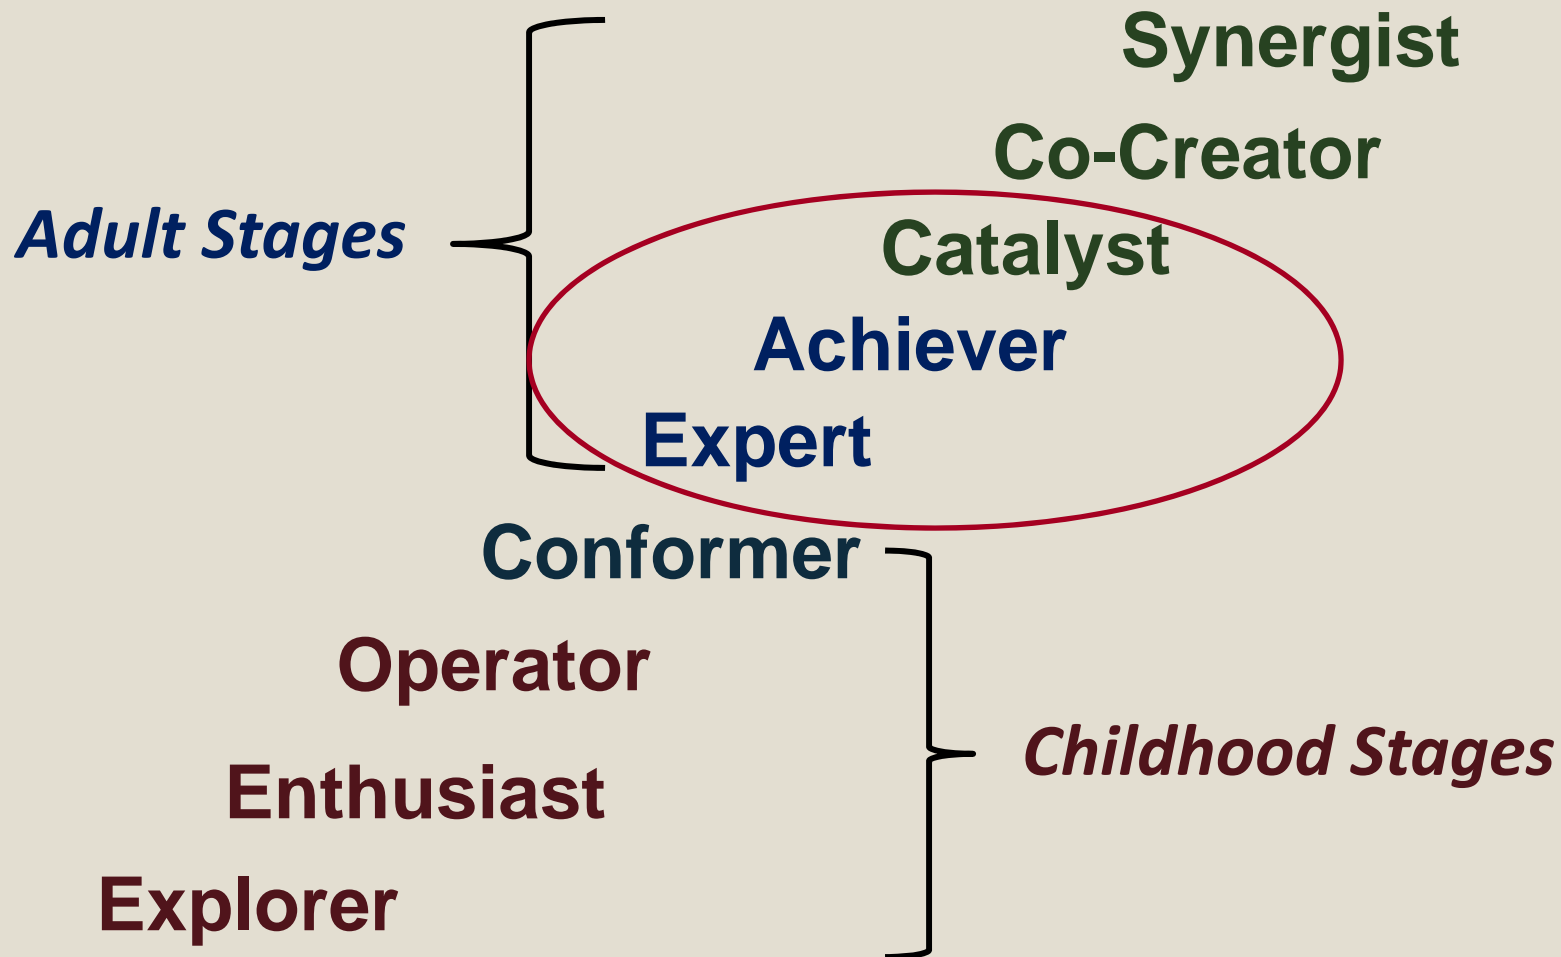 Synergist
Co-Creator
Adult Stages
Catalyst
Achiever
Expert
Conformer
Operator
Childhood Stages
Enthusiast
Explorer